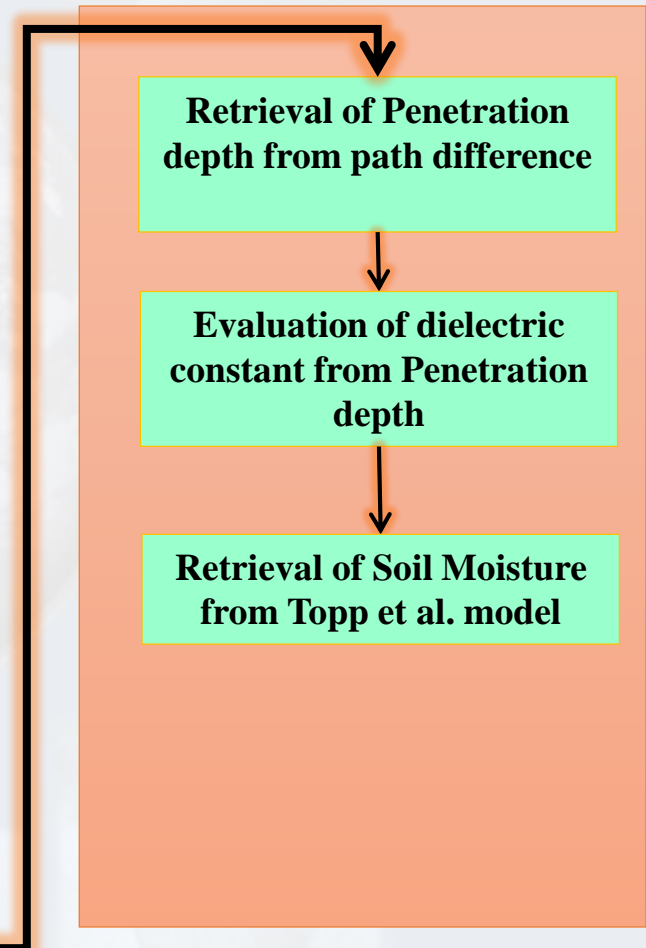 Retrieval of Penetration
depth from path difference
Evaluation of dielectric
constant from Penetration
depth
Retrieval of Soil Moisture
from Topp et al. model